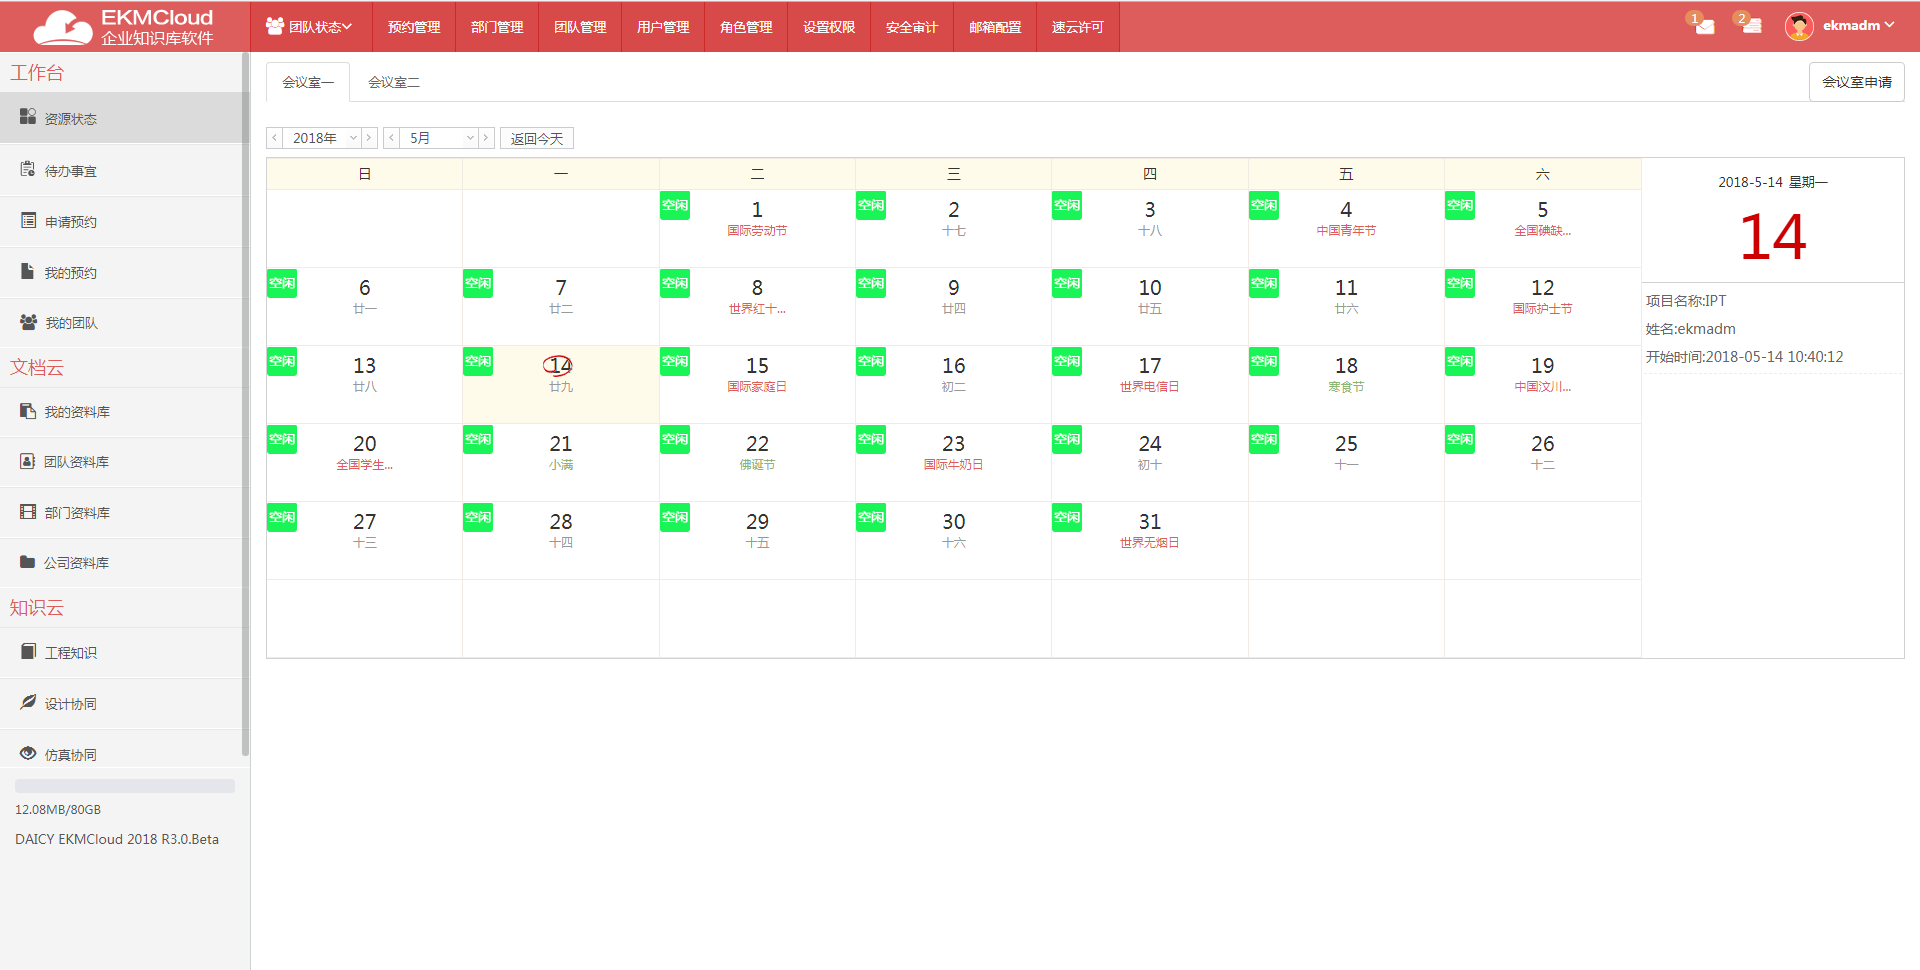 EKMCloud
企业知识库软件
团队状态
预约管理
部门管理
团队管理
用户管理
角色管理
设置权限
安全审计
邮箱配置
速云许可
1
2
ekmadm
工作台
资源状态
待办事宜
申请预约
我的预约
我的团队
文档云
我的资料库
团队资料库
部门资料库
公司资料库
知识云
工程知识
设计协同
仿真协同
12.08MB/80GB
DAICY EKMCloud 2018 R3.0.Beta
会议室一
会议室二
会议室申请
2018年
5月
返回今天
日 一 二 三 四 五 六
空闲 1 空闲 2 空闲 3 空闲 4 空闲 5
国际劳动节 十七 十八 中国青年节 全国碘缺...
空闲 6 空闲 7 空闲 8 空闲 9 空闲 10 空闲 11 空闲 12
廿一 廿二 世界红十... 廿四 廿五 廿六 国际护士节
空闲 13 空闲 14 空闲 15 空闲 16 空闲 17 空闲 18 空闲 19
廿八 廿九 国际家庭日 初二 世界电信日 寒食节 中国汶川...
空闲 20 空闲 21 空闲 22 空闲 23 空闲 24 空闲 25 空闲 26
全国学生... 小满 佛诞节 国际牛奶日 初十 十一 十二
空闲 27 空闲 28 空闲 29 空闲 30 空闲 31
十三 十四 十五 十六 世界无烟日
2018-5-14 星期一
14
项目名称:IPT
姓名:ekmadm
开始时间:2018-05-14 10:40:12